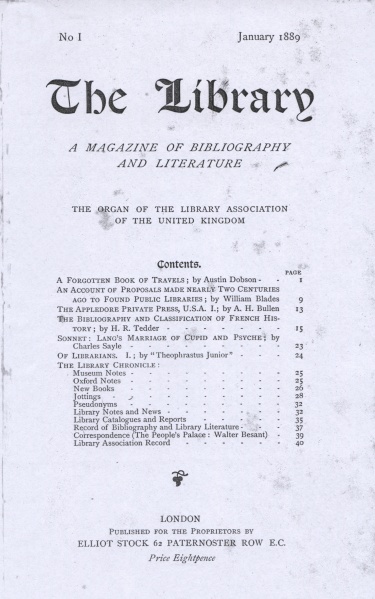 No 1 January 1889
The Library
A MAGAZINE OF BIBLIOGRAPHY
AND LITERATURE
THE ORGAN OF THE LIBRARY ASSOCIATION
OF THE UNITED KINGDOM
Contents.
PAGE
A FORGOTTEN BOOK OF TRAVELS; by Austin Dobson - - 1
AN ACCOUNT OF PROPOSALS MADE NEARLY TWO CENTURIES
AGO TO FOUND PUBLIC LIBRARIES; by William Blades 9
THE APPLEDORE PRIVATE PRESS, U.S.A. I.; by A. H. Bullen 13
THE BIBLIOGRAPHY AND CLASSIFICATION OF FRENCH HIS-
TORY; by H. R. Tedder - - - - - - 15
SONNET: LANG'S MARRIAGE OF CUPID AND PSYCHE; by
Charles Sayle - - - - - - - - 23
OF LIBRARIANS. I.; by "Theophrastus Junior" - - - 24
THE LIBRARY CHRONICLE:
Museum Notes - - - - - - - - 25
Oxford Notes - - - - - - - - 25
New Books - - - - - - - - 26
Jottings - - - - - - - - 28
Pseudonyms - - - - - - - - 32
Library Notes and News - - - - - - 32
Library Catalogues and Reports - - - - - 35
Record of Bibliography and Library Literature - - - 37
Correspondence (The People's Palace: Walter Besant) - 39
Library Association Record - - - - - - 40
LONDON
PUBLISHED FOR THE PROPRIETORS BY
ELLIOT STOCK 62 PATERNOSTER ROW E.C.
Price Eightpence